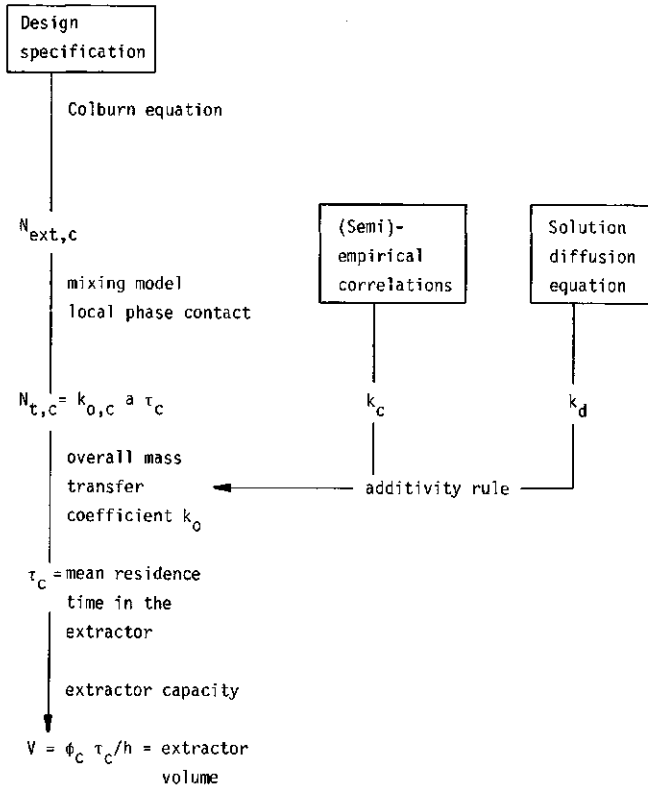 Design
specification
Colburn equation
N_ext,c
(Semi)-
empirical
correlations
Solution
diffusion
equation
mixing model
local phase contact
N_t,c = k_o,c a τ_c
k_c
k_d
overall mass
transfer
coefficient k_o
additivity rule
τ_c = mean residence
time in the
extractor
extractor capacity
V = ϕ_c τ_c/h = extractor
volume